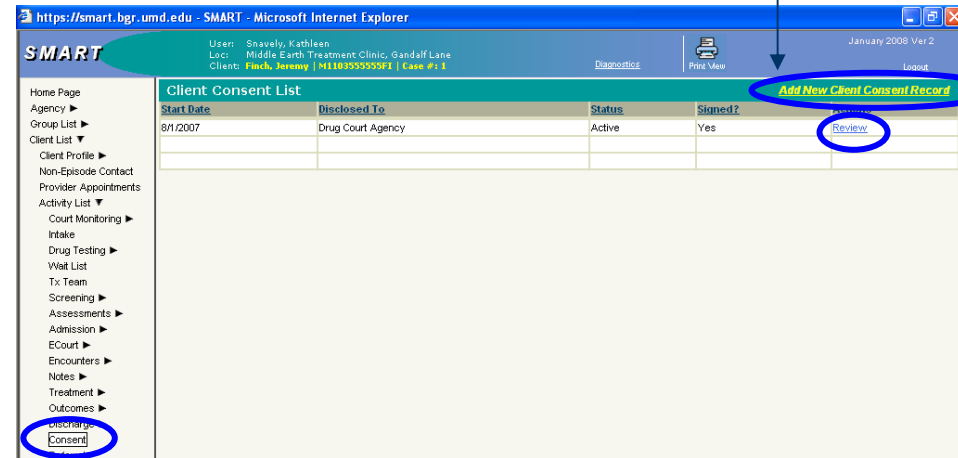 https://smart.bgr.umd.edu - SMART - Microsoft Internet Explorer
SMART
User: Snavely, Kathleen
Loc: Middle Earth Treatment Clinic, Gandalf Lane
Client: Finch, Jeremy | M1103555555FI | Case #: 1
Diagnostics
Print View
January 2008 Ver 2
Logout
Home Page
Agency ►
Group List ►
Client List ▼
Client Profile ►
Non-Episode Contact
Provider Appointments
Activity List ▼
Court Monitoring ►
Intake
Drug Testing ►
Wait List
Tx Team
Screening ►
Assessments ►
Admission ►
ECourt ►
Encounters ►
Notes ►
Treatment ►
Outcomes ►
Discharge
Consent
Client Consent List
Add New Client Consent Record
Start Date Disclosed To Status Signed? Actions
8/1/2007 Drug Court Agency Active Yes Review